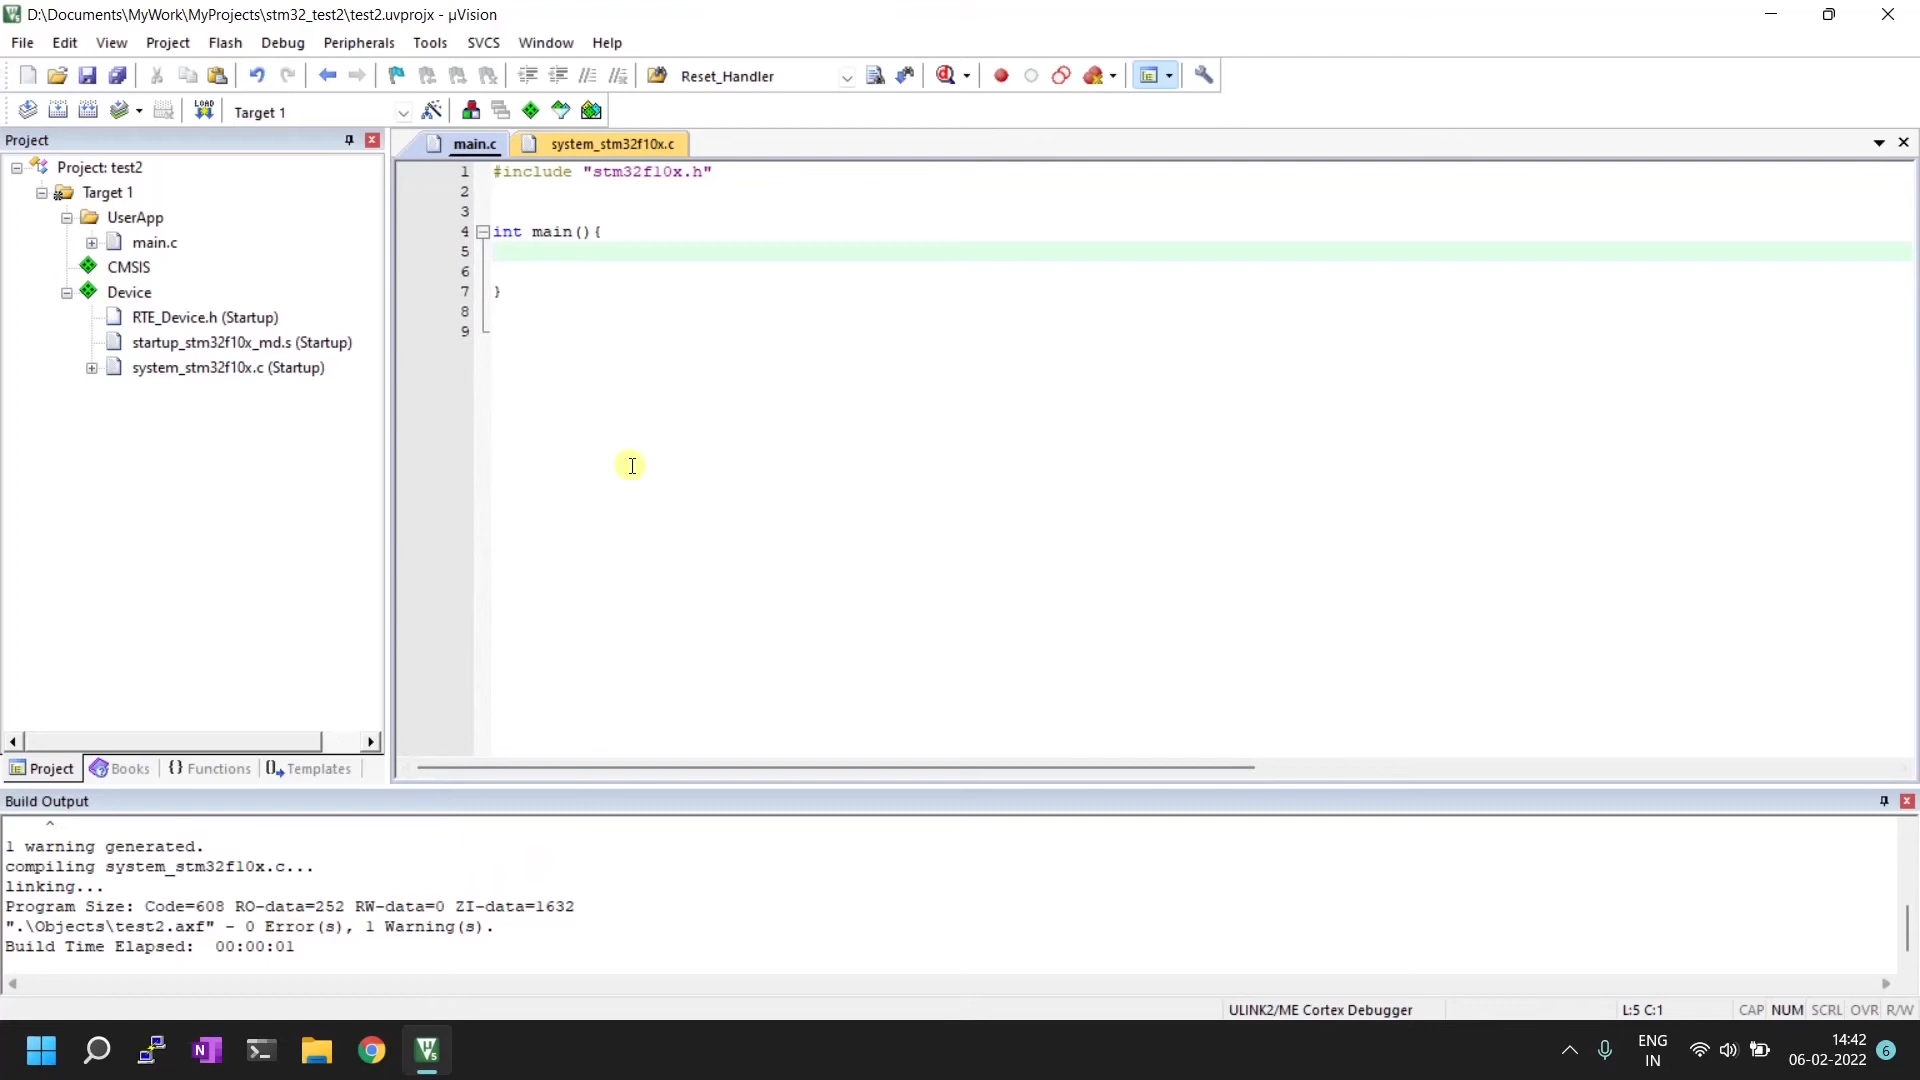 D:\Documents\MyWork\MyProjects\stm32_test2\test2.uvprojx - µVision
File Edit View Project Flash Debug Peripherals Tools SVCS Window Help
Reset_Handler
LOAD
Target 1
Project
Project: test2
Target 1
UserApp
main.c
CMSIS
Device
RTE_Device.h (Startup)
startup_stm32f10x_md.s (Startup)
system_stm32f10x.c (Startup)
Project Books {} Functions Templates
main.c system_stm32f10x.c
1 #include "stm32f10x.h"
2
3
4 int main(){
5
6
7 }
8
9
Build Output
^
1 warning generated.
compiling system_stm32f10x.c...
linking...
Program Size: Code=608 RO-data=252 RW-data=0 ZI-data=1632
".\Objects\test2.axf" - 0 Error(s), 1 Warning(s).
Build Time Elapsed:  00:00:01
ULINK2/ME Cortex Debugger L:5 C:1 CAP NUM SCRL OVR R/W
ENG
IN
14:42
06-02-2022
6